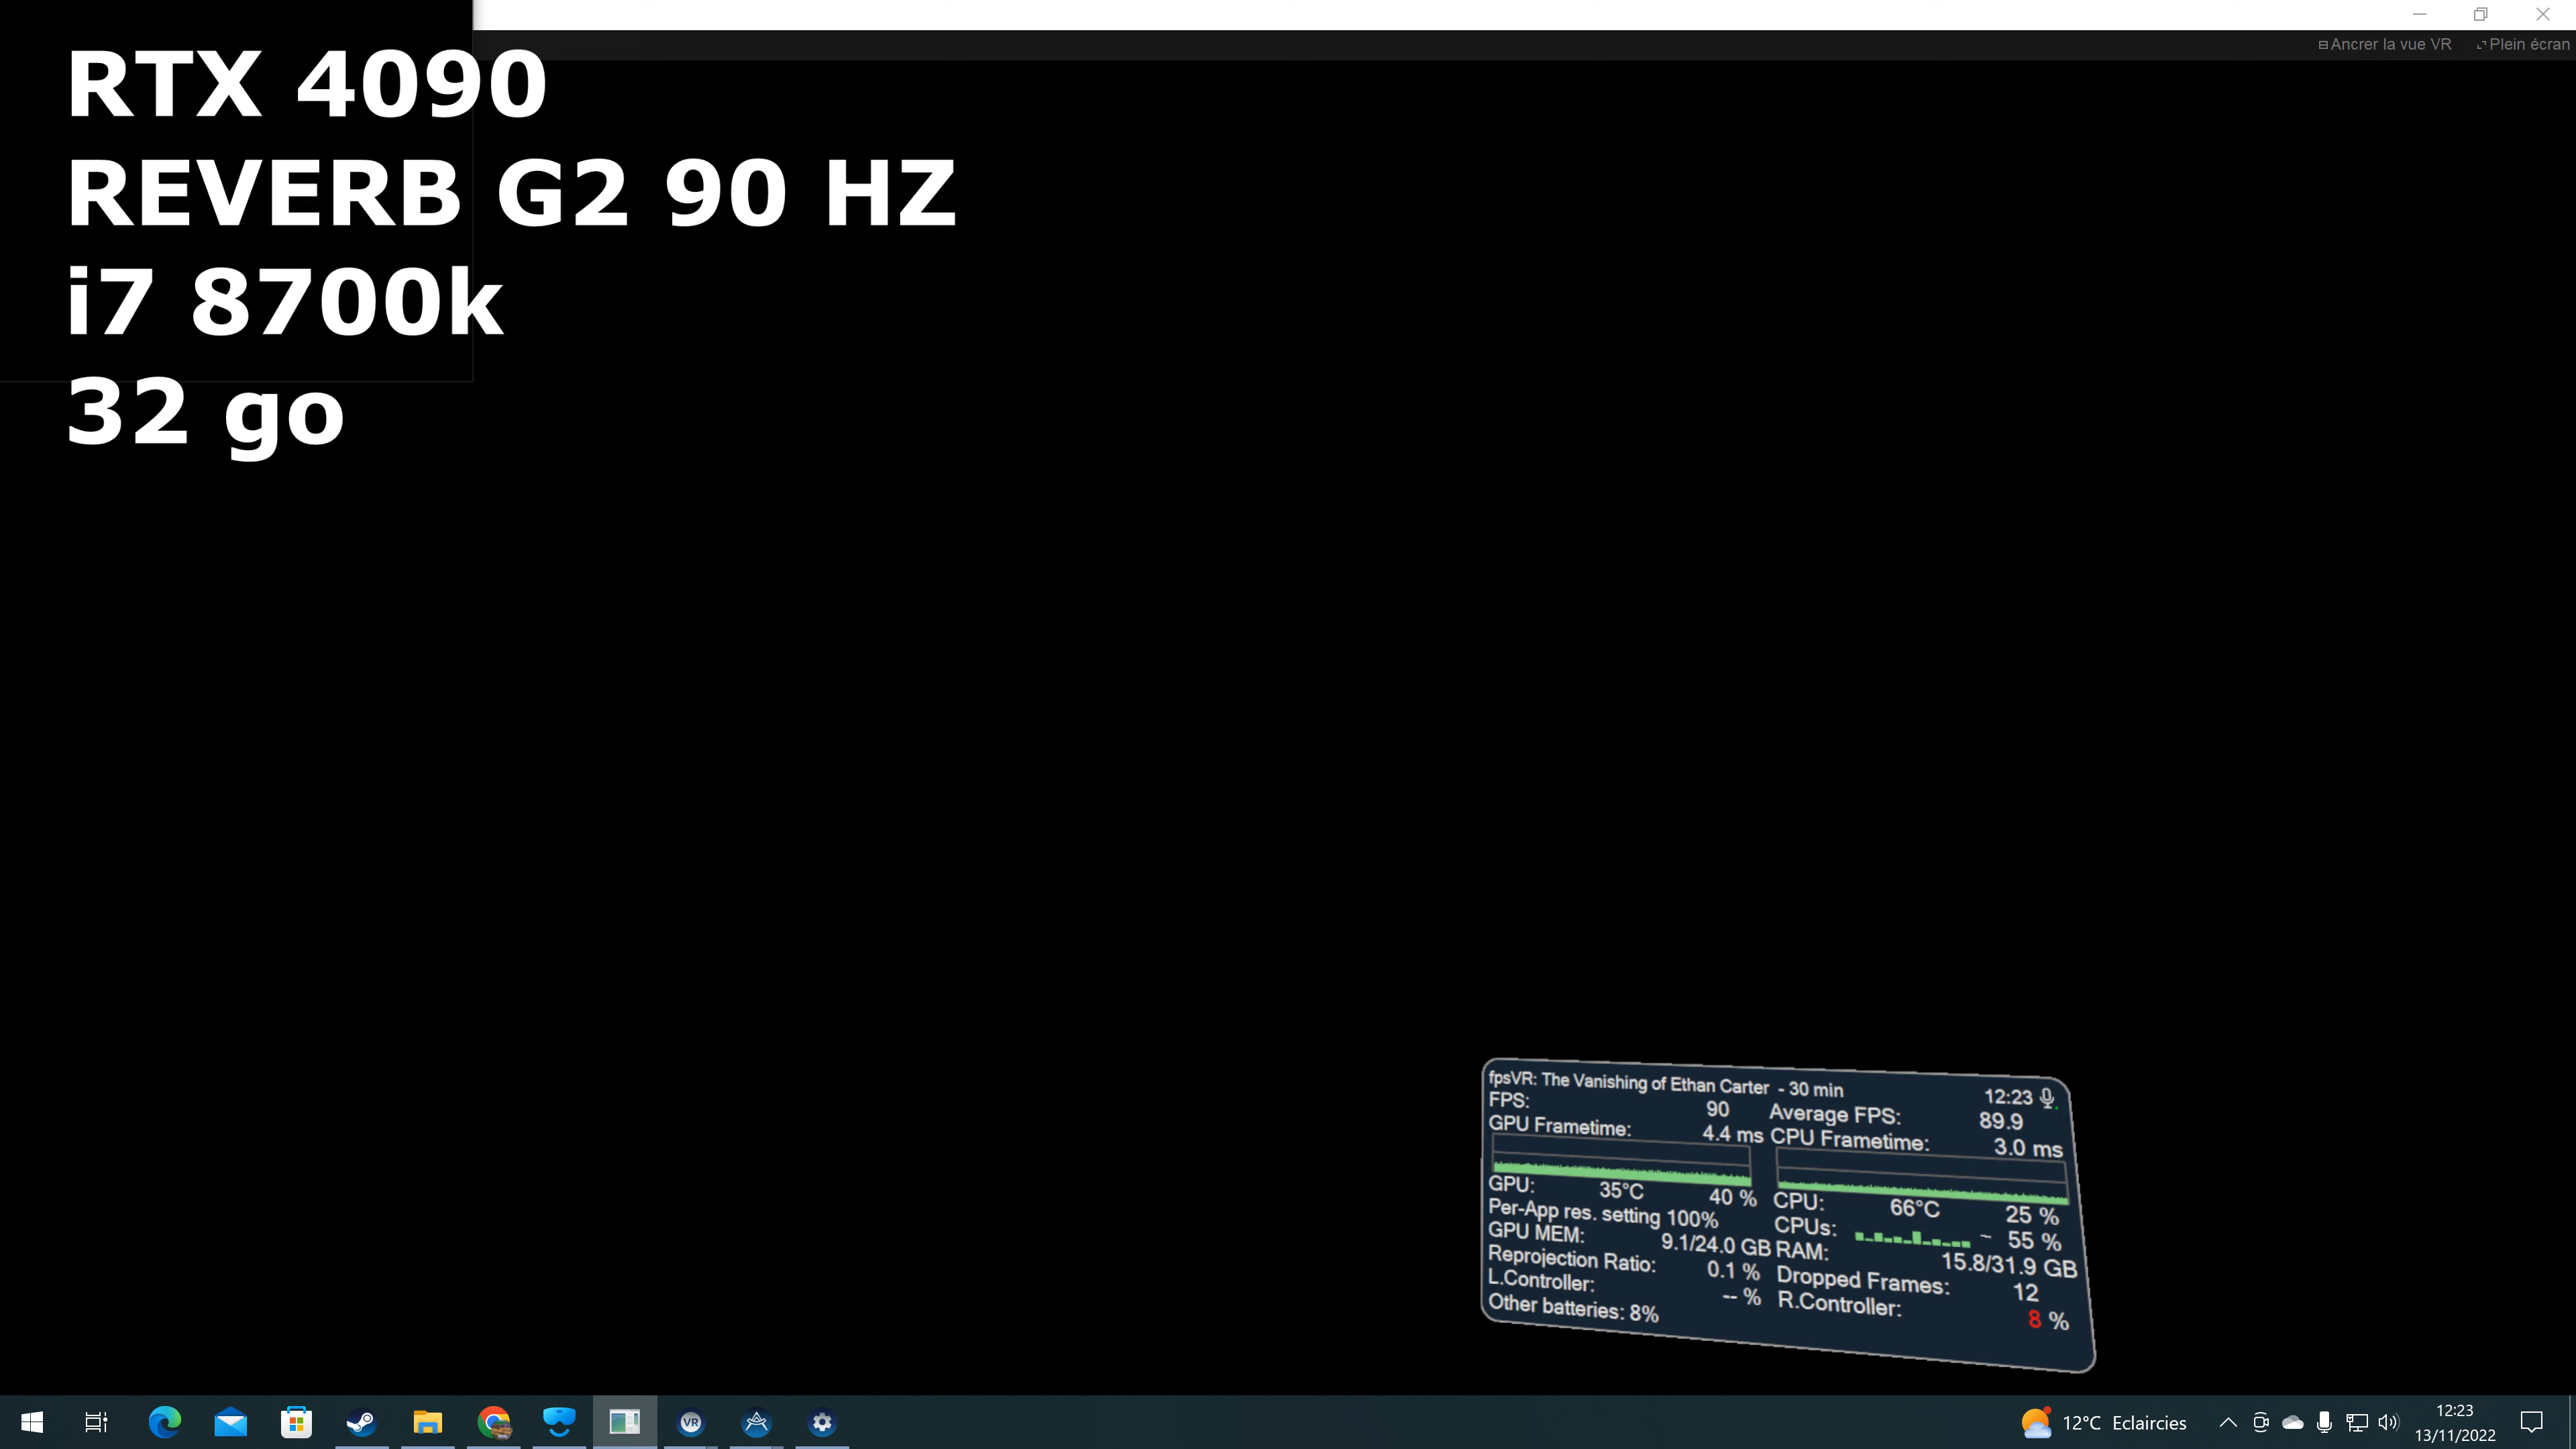 Ancrer la vue VR Plein écran
RTX 4090
REVERB G2 90 HZ
i7 8700k
32 go
fpsVR: The Vanishing of Ethan Carter - 30 min 12:23
FPS: 90 Average FPS: 89.9
GPU Frametime: 4.4 ms CPU Frametime: 3.0 ms
GPU: 35°C 40 % CPU: 66°C 25 %
Per-App res. setting 100% CPUs: ~ 55 %
GPU MEM: 9.1/24.0 GB RAM: 15.8/31.9 GB
Reprojection Ratio: 0.1 % Dropped Frames: 12
L.Controller: -- % R.Controller: 8 %
Other batteries: 8%
VR
12°C Eclaircies
12:23
13/11/2022